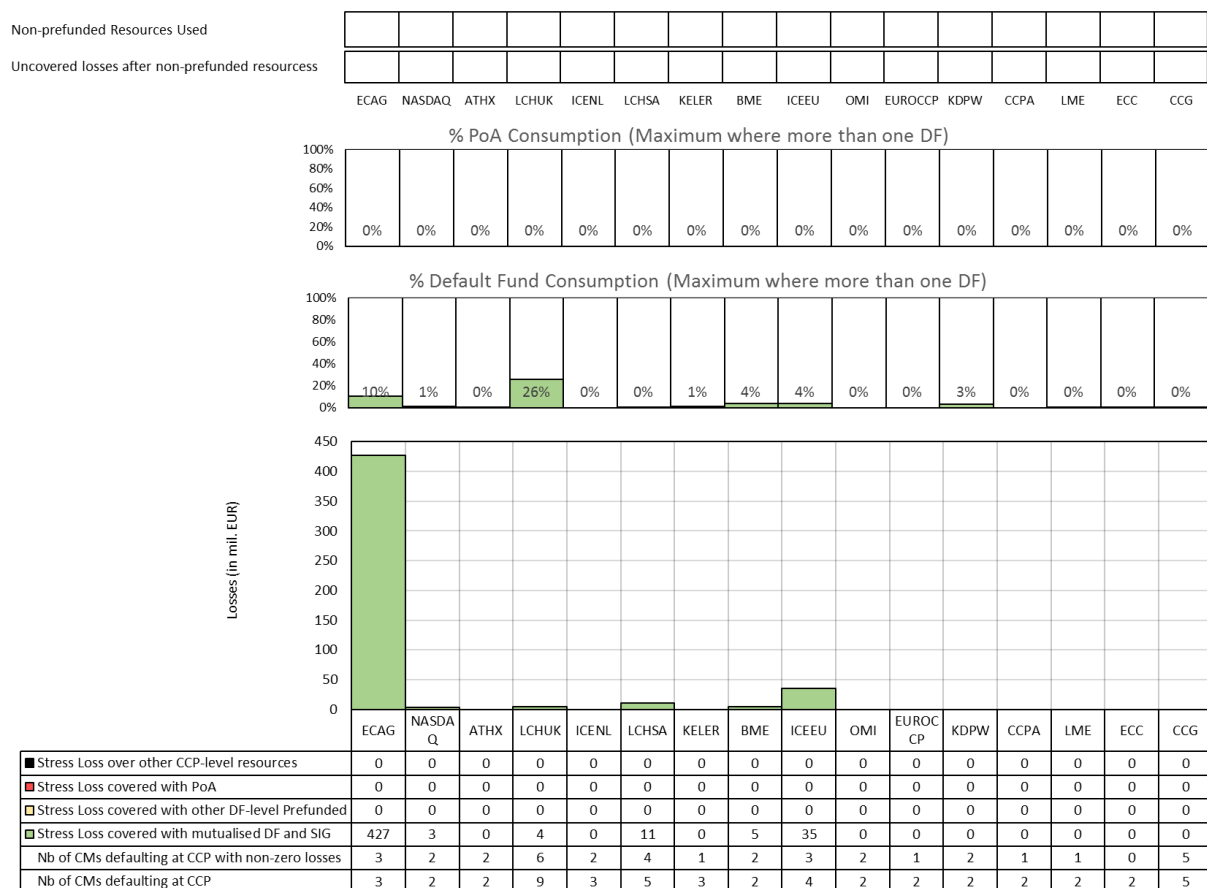 Non-prefunded Resources Used
Uncovered losses after non-prefunded resourcess
ECAG NASDAQ ATHX LCHUK ICENL LCHSA KELER BME ICEEU OMI EUROCCP KDPW CCPA LME ECC CCG
% PoA Consumption (Maximum where more than one DF)
100%
80%
60%
40%
20%
0%
0% 0% 0% 0% 0% 0% 0% 0% 0% 0% 0% 0% 0% 0% 0% 0%
% Default Fund Consumption (Maximum where more than one DF)
100%
80%
60%
40%
20%
0%
10% 1% 0% 26% 0% 0% 1% 4% 4% 0% 0% 3% 0% 0% 0% 0%
Losses (in mil. EUR)
450
400
350
300
250
200
150
100
50
0
ECAG NASDA Q ATHX LCHUK ICENL LCHSA KELER BME ICEEU OMI EUROC CP KDPW CCPA LME ECC CCG
Stress Loss over other CCP-level resources 0 0 0 0 0 0 0 0 0 0 0 0 0 0 0 0
Stress Loss covered with PoA 0 0 0 0 0 0 0 0 0 0 0 0 0 0 0 0
Stress Loss covered with other DF-level Prefunded 0 0 0 0 0 0 0 0 0 0 0 0 0 0 0 0
Stress Loss covered with mutualised DF and SIG 427 3 0 4 0 11 0 5 35 0 0 0 0 0 0 0
Nb of CMs defaulting at CCP with non-zero losses 3 2 2 6 2 4 1 2 3 2 1 2 1 1 0 5
Nb of CMs defaulting at CCP 3 2 2 9 3 5 3 2 4 2 2 2 2 2 2 5